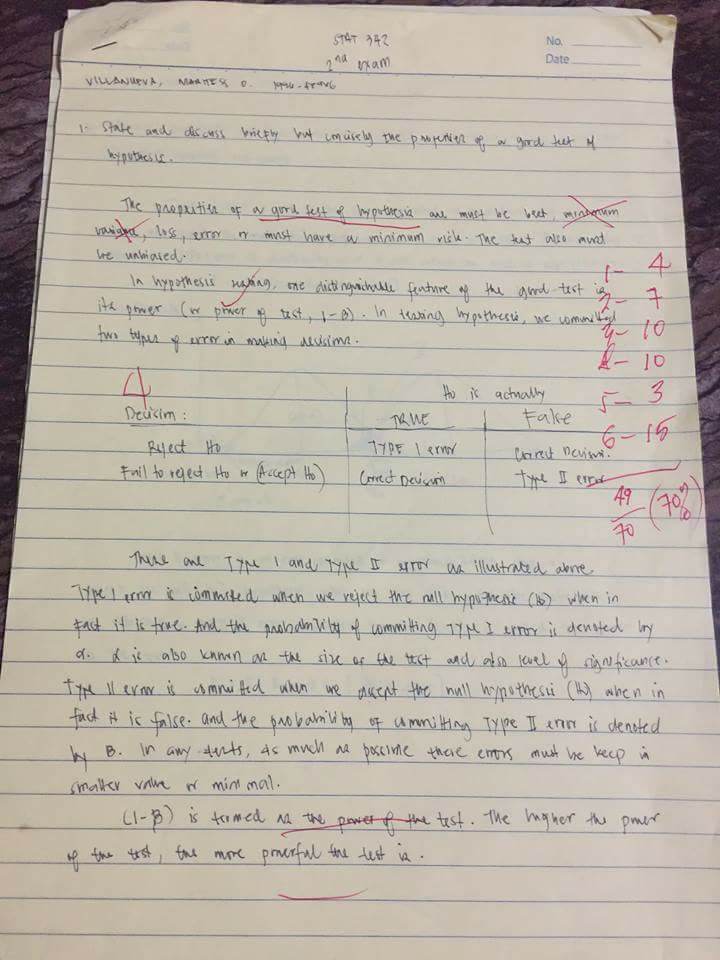 STAT 342
2nd exam
No.
Date
VILLANUEVA, O.
1. State and discuss briefly but concisely the properties of a good test of
hypothesis.
The properties of a good test of hypothesis are must be best, minimum
variance, loss, error or must have a minimum risk. The test also must
be unbiased.
In hypothesis testing, one distinguishable feature of the good test is
its power (or power of test, 1-β). In testing hypothesis, we committed
two types of error in making decisions.
1- 4
2- 7
3- 10
4- 10
5- 3
6- 15
49
70
(70%)
4
Ho is actually
Decision: TRUE False
Reject Ho TYPE I error Correct Decision.
Fail to reject Ho or (Accept Ho) Correct Decision Type II error
There are Type I and Type II error as illustrated above.
Type I error is committed when we reject the null hypothesis (Ho) when in
fact it is true. And the probability of committing Type I error is denoted by
α. α is also known as the size of the test and also level of significance.
Type II error is committed when we accept the null hypothesis (Ho) when in
fact it is false. and the probability of committing Type II error is denoted
by β. In any tests, as much as possible these errors must be keep in
smaller value or minimal.
(1-β) is termed as the power of the test. The higher the power
of the test, the more powerful the test is.